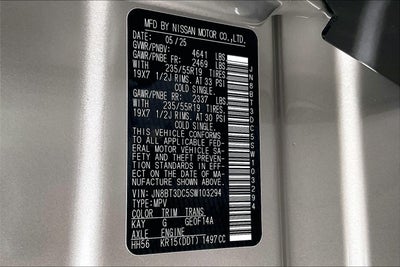 MFD BY NISSAN MOTOR CO.,LTD.
DATE: 05/25
GVWR/PNBV: 4641 LBS
GAWR/PNBE FR: 2469 LBS
WITH 235/55R19 TIRES
19X7 1/2J RIMS, AT 33 PSI
COLD SINGLE.
GAWR/PNBE RR: 2337 LBS
WITH 235/55R19 TIRES
19X7 1/2J RIMS, AT 30 PSI
COLD SINGLE.
THIS VEHICLE CONFORMS
TO ALL APPLICABLE FED-
ERAL MOTOR VEHICLE SA-
FETY AND THEFT PREVEN-
TION STANDARDS IN EFF-
ECT ON THE DATE OF MA-
NUFACTURE SHOWN ABOVE.
VIN:JN8BT3DC5SW103294
TYPE:MPV
COLOR TRIM TRANS
KAY G GE0F14A
AXLE ENGINE
HH56 KR15(DDT) 1497CC
JN8BT3DC5SW103294